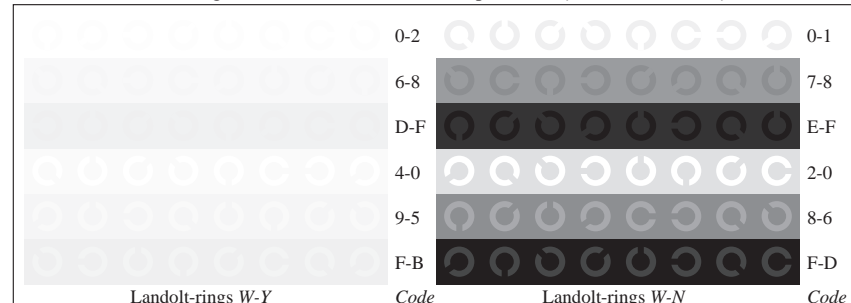 0-2 0-1
6-8 7-8
D-F E-F
4-0 2-0
9-5 8-6
F-B F-D
Landolt-rings W-Y Code Landolt-rings W-N Code